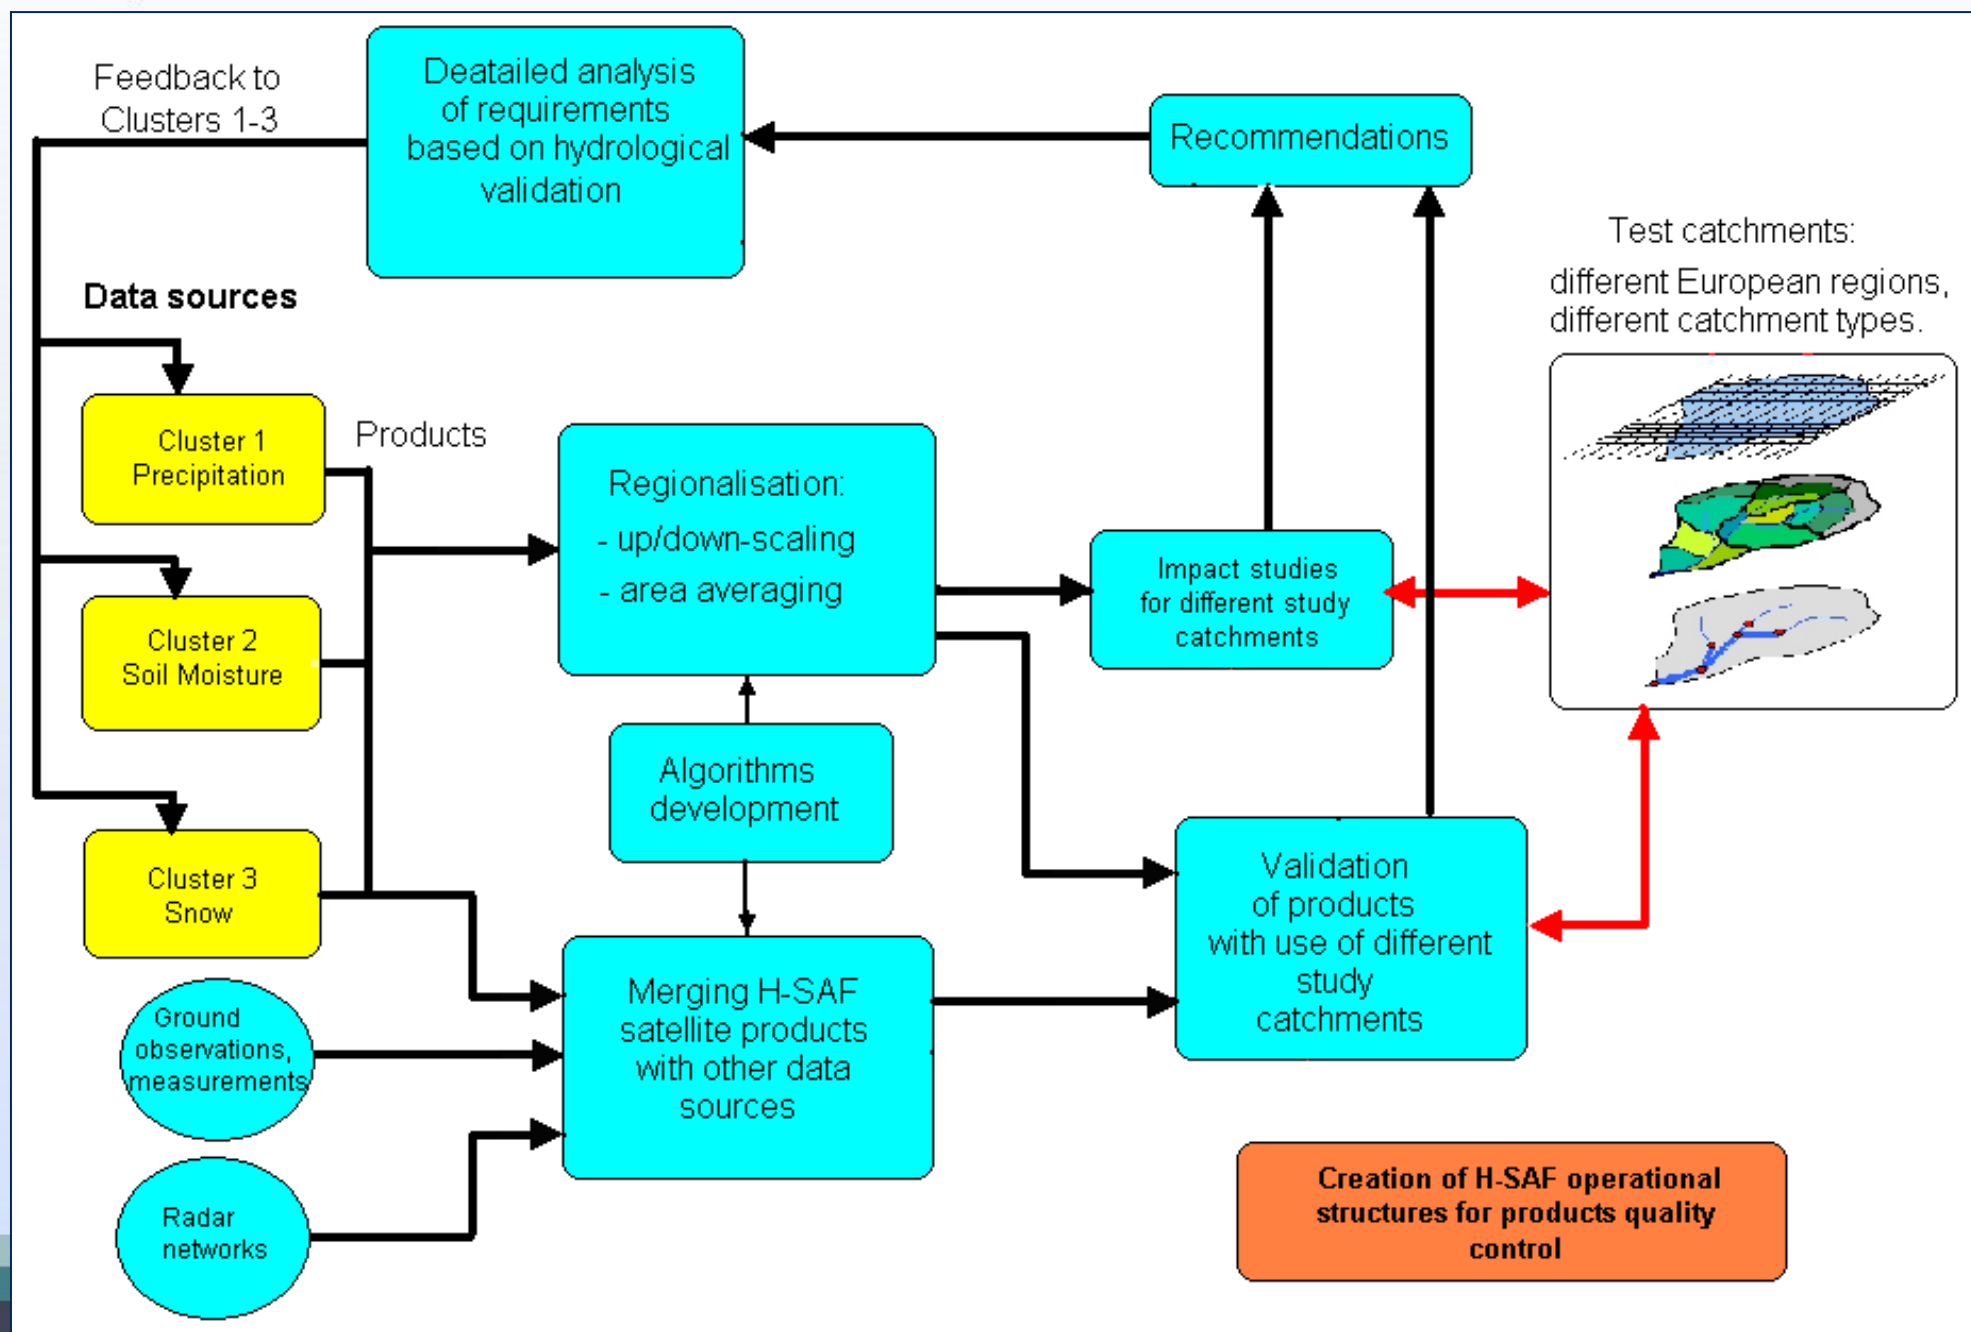 Feedback to
Clusters 1-3
Deatailed analysis
of requirements
based on hydrological
validation
Recommendations
Test catchments:
different European regions,
different catchment types.
Data sources
Cluster 1
Precipitation
Products
Regionalisation:
- up/down-scaling
- area averaging
Impact studies
for different study
catchments
Cluster 2
Soil Moisture
Algorithms
development
Cluster 3
Snow
Validation
of products
with use of different
study
catchments
Ground
observations,
measurements
Merging H-SAF
satellite products
with other data
sources
Radar
networks
Creation of H-SAF operational
structures for products quality
control